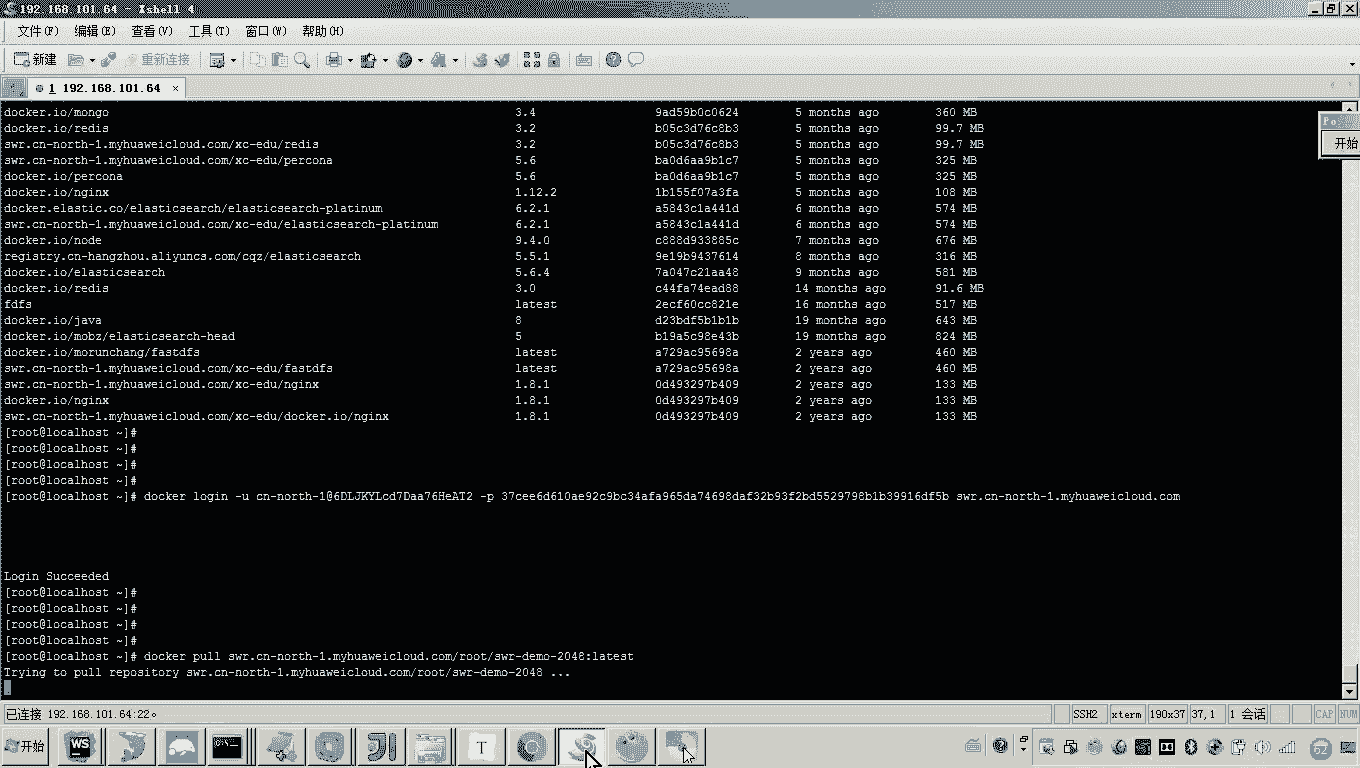 192.168.101.64 - Xshell 4
文件(F) 编辑(E) 查看(V) 工具(T) 窗口(W) 帮助(H)
新建 重新连接
1 192.168.101.64 ×
docker.io/mongo 3.4 9ad59b0c0624 5 months ago 360 MB
docker.io/redis 3.2 b05c3d76c8b3 5 months ago 99.7 MB
swr.cn-north-1.myhuaweicloud.com/xc-edu/redis 3.2 b05c3d76c8b3 5 months ago 99.7 MB
swr.cn-north-1.myhuaweicloud.com/xc-edu/percona 5.6 ba0d6aa9b1c7 5 months ago 325 MB
docker.io/percona 5.6 ba0d6aa9b1c7 5 months ago 325 MB
docker.io/nginx 1.12.2 1b155f07a3fa 5 months ago 108 MB
docker.elastic.co/elasticsearch/elasticsearch-platinum 6.2.1 a5843c1a441d 6 months ago 574 MB
swr.cn-north-1.myhuaweicloud.com/xc-edu/elasticsearch-platinum 6.2.1 a5843c1a441d 6 months ago 574 MB
docker.io/node 9.4.0 c888d933885c 7 months ago 676 MB
registry.cn-hangzhou.aliyuncs.com/cqz/elasticsearch 5.5.1 9e19b9437614 8 months ago 316 MB
docker.io/elasticsearch 5.6.4 7a047c21aa48 9 months ago 581 MB
docker.io/redis 3.0 c44fa74ead88 14 months ago 91.6 MB
fdfs latest 2ecf60cc821e 16 months ago 517 MB
docker.io/java 8 d23bdf5b1b1b 19 months ago 643 MB
docker.io/mobz/elasticsearch-head 5 b19a5c98e43b 19 months ago 824 MB
docker.io/morunchang/fastdfs latest a729ac95698a 2 years ago 460 MB
swr.cn-north-1.myhuaweicloud.com/xc-edu/fastdfs latest a729ac95698a 2 years ago 460 MB
swr.cn-north-1.myhuaweicloud.com/xc-edu/nginx 1.8.1 0d493297b409 2 years ago 133 MB
docker.io/nginx 1.8.1 0d493297b409 2 years ago 133 MB
swr.cn-north-1.myhuaweicloud.com/xc-edu/docker.io/nginx 1.8.1 0d493297b409 2 years ago 133 MB
[root@localhost ~]#
[root@localhost ~]#
[root@localhost ~]#
[root@localhost ~]#
[root@localhost ~]# docker login -u cn-north-1@6DLJKYLcd7Daa76HeAT2 -p 37cee6d610ae92c9bc34afa965da74698daf32b93f2bd5529798b1b39916df5b swr.cn-north-1.myhuaweicloud.com
Login Succeeded
[root@localhost ~]#
[root@localhost ~]#
[root@localhost ~]#
[root@localhost ~]#
[root@localhost ~]# docker pull swr.cn-north-1.myhuaweicloud.com/root/swr-demo-2048:latest
Trying to pull repository swr.cn-north-1.myhuaweicloud.com/root/swr-demo-2048 ...
Po
开始
已连接 192.168.101.64:22。 SSH2 xterm 190x37 37,1 1 会话 CAP NUM
开始 WS T 62